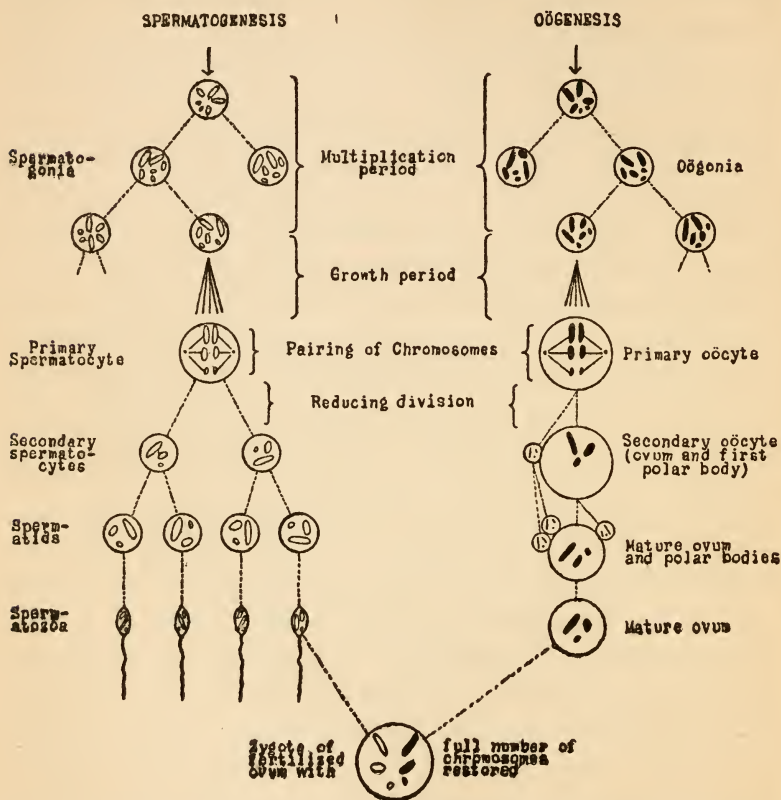 SPERMATOGENESIS
OÖGENESIS
Spermato-
gonia
Multiplication
period
Oögonia
Growth period
Primary
Spermatocyte
Pairing of Chromosomes
Primary oöcyte
Reducing division
Secondary
spermato-
cytes
Secondary oöcyte
(ovum and first
polar body)
Sperm-
atids
Mature ovum
and polar bodies
Sperm-
atozoa
Mature ovum
Zygote of
fertilized
ovum with
full number of
chromosomes
restored